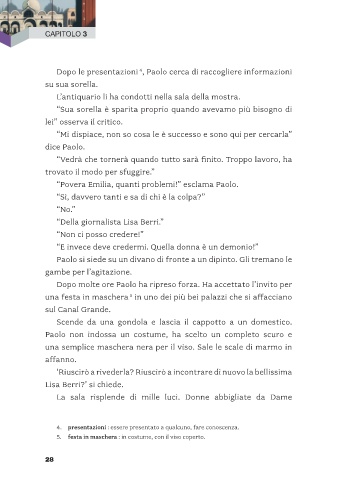 CAPITOLO 3
Dopo le presentazioni⁴, Paolo cerca di raccogliere informazioni
su sua sorella.
L'antiquario li ha condotti nella sala della mostra.
"Sua sorella è sparita proprio quando avevamo più bisogno di
lei" osserva il critico.
"Mi dispiace, non so cosa le è successo e sono qui per cercarla"
dice Paolo.
"Vedrà che tornerà quando tutto sarà finito. Troppo lavoro, ha
trovato il modo per sfuggire."
"Povera Emilia, quanti problemi!" esclama Paolo.
"Sì, davvero tanti e sa di chi è la colpa?"
"No."
"Della giornalista Lisa Berri."
"Non ci posso credere!"
"E invece deve credermi. Quella donna è un demonio!"
Paolo si siede su un divano di fronte a un dipinto. Gli tremano le
gambe per l'agitazione.
Dopo molte ore Paolo ha ripreso forza. Ha accettato l'invito per
una festa in maschera⁵ in uno dei più bei palazzi che si affacciano
sul Canal Grande.
Scende da una gondola e lascia il cappotto a un domestico.
Paolo non indossa un costume, ha scelto un completo scuro e
una semplice maschera nera per il viso. Sale le scale di marmo in
affanno.
'Riuscirò a rivederla? Riuscirò a incontrare di nuovo la bellissima
Lisa Berri?' si chiede.
La sala risplende di mille luci. Donne abbigliate da Dame
4. presentazioni : essere presentato a qualcuno, fare conoscenza.
5. festa in maschera : in costume, con il viso coperto.
28